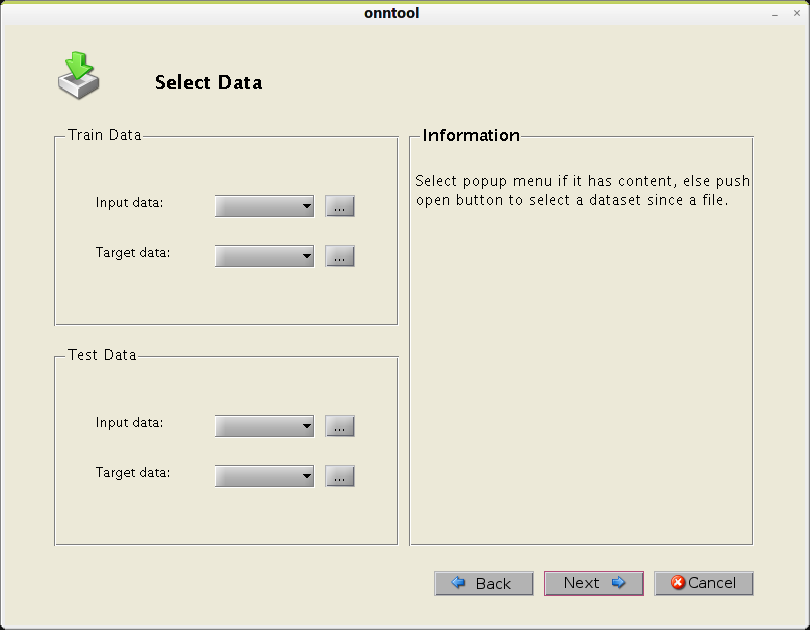 onntool
Select Data
Train Data
Input data:
...
Target data:
...
Test Data
Input data:
...
Target data:
...
Information
Select popup menu if it has content, else push
open button to select a dataset since a file.
Back
Next
Cancel